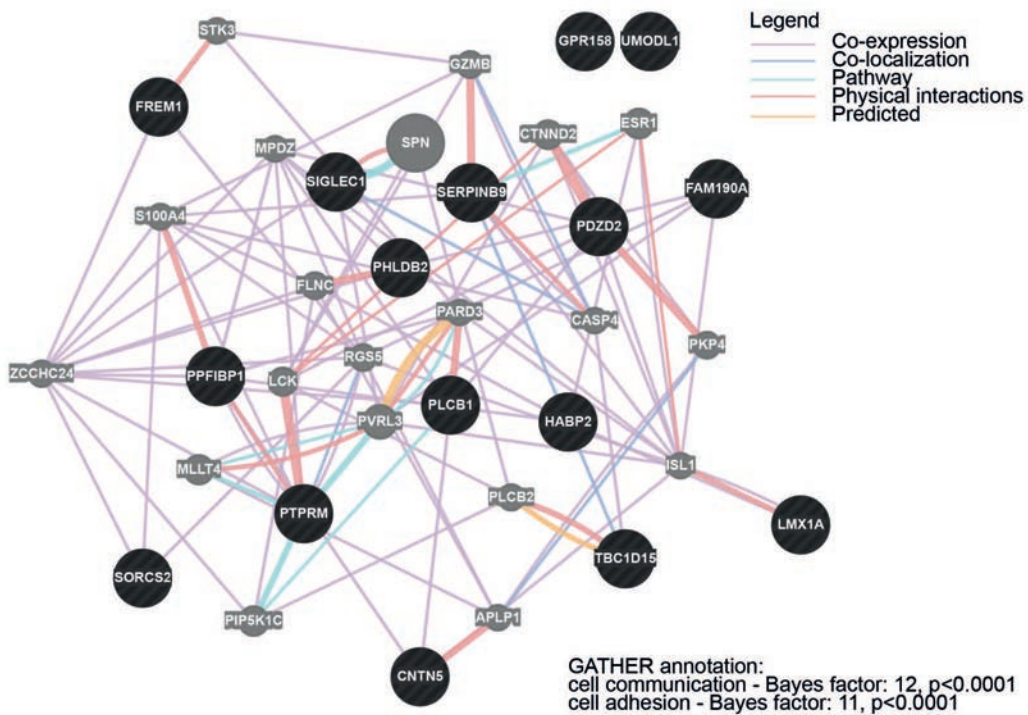 STK3
GPR158 UMODL1
Legend
Co-expression
Co-localization
Pathway
Physical interactions
Predicted
GZMB
FREM1
ESR1
CTNND2
SPN
MPDZ
SIGLEC1
SERPINB9
FAM190A
S100A4
PDZD2
PHLDB2
FLNC
PARD3
CASP4
PKP4
RGS5
ZCCHC24
PPFIBP1
LCK
PLCB1
PVRL3
HABP2
MLLT4
ISL1
PLCB2
PTPRM
LMX1A
TBC1D15
SORCS2
PIP5K1C
APLP1
CNTN5
GATHER annotation:
cell communication - Bayes factor: 12, p<0.0001
cell adhesion - Bayes factor: 11, p<0.0001